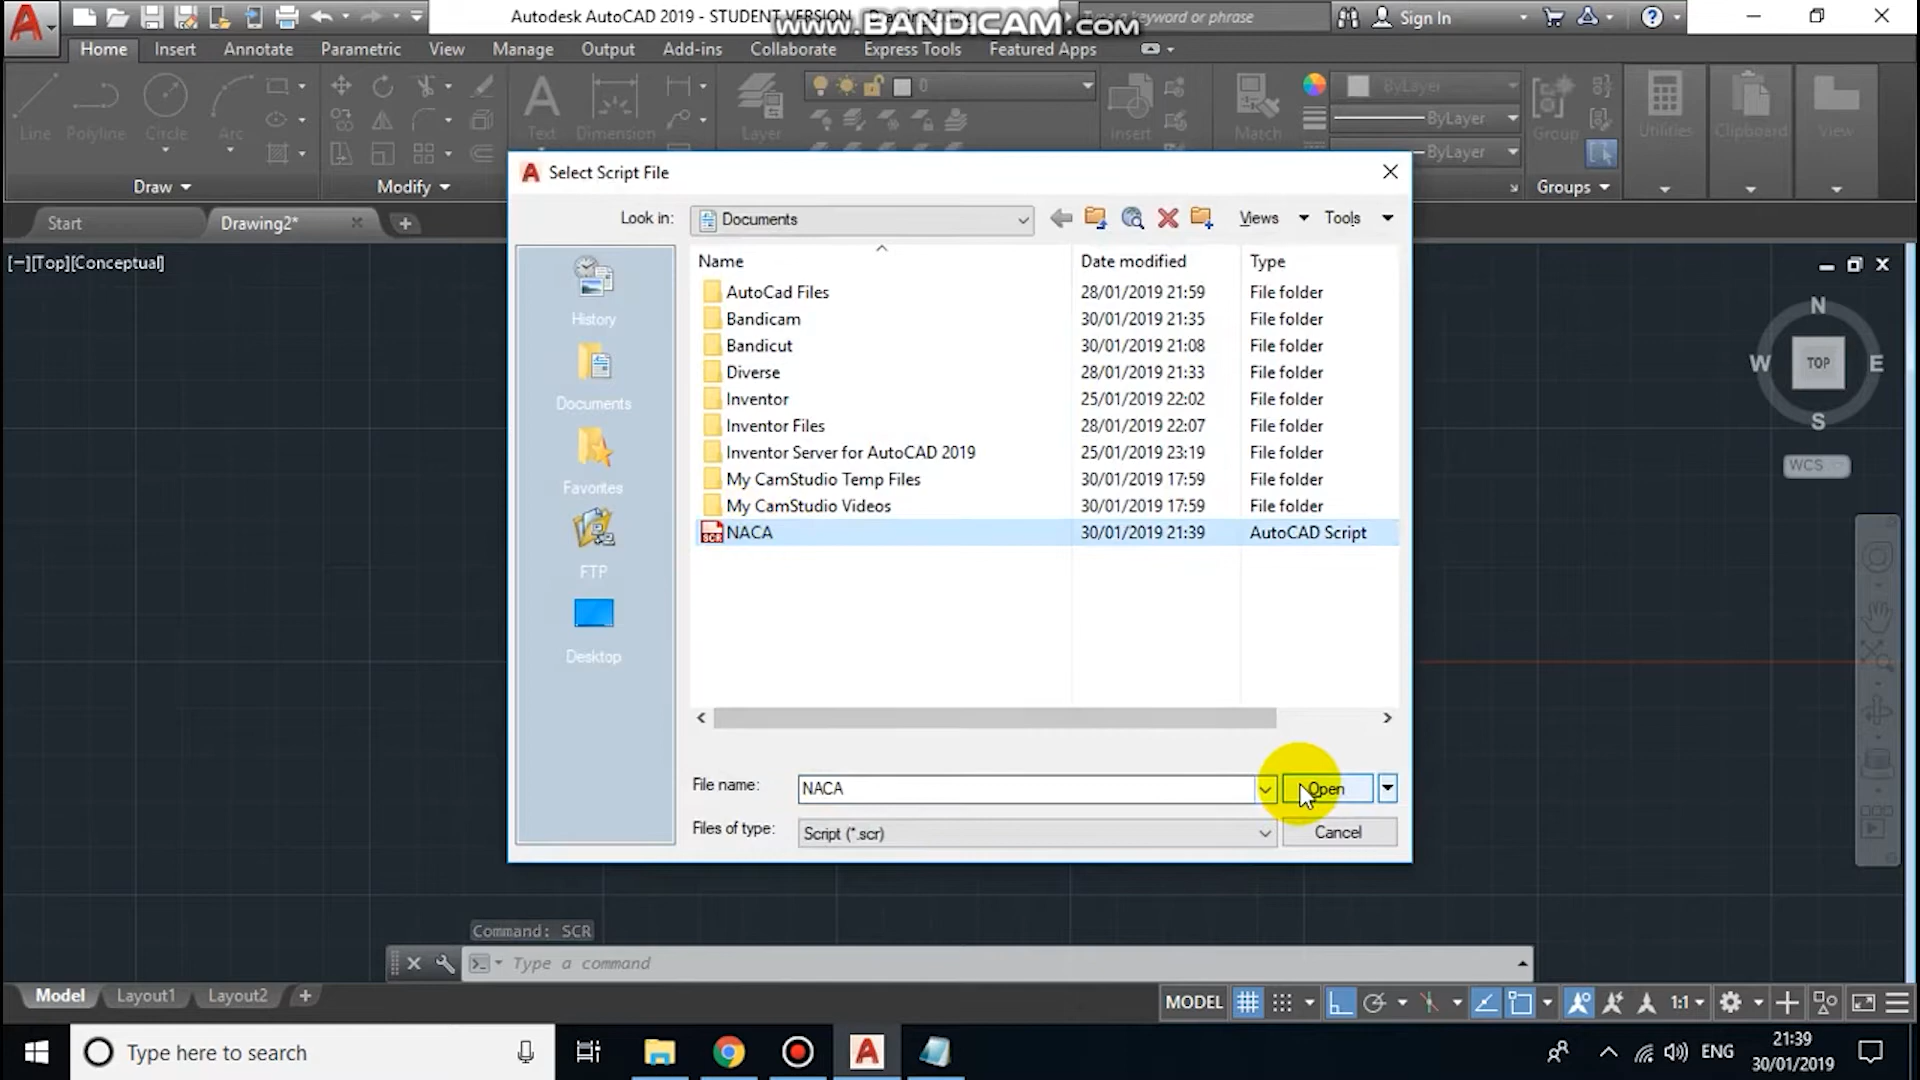 Autodesk AutoCAD 2019 - STUDENT VERSION
www.BANDICAM.com
keyword or phrase
Sign In
Home Insert Annotate Parametric View Manage Output Add-ins Collaborate Express Tools Featured Apps
Line Polyline Circle Arc Text Dimension Layer Insert Match Group Utilities Clipboard View
0
ByLayer
ByLayer
ByLayer
Draw Modify Groups
Start Drawing2*
[−][Top][Conceptual]
Select Script File
Look in: Documents Views Tools
Name Date modified Type
AutoCad Files 28/01/2019 21:59 File folder
Bandicam 30/01/2019 21:35 File folder
Bandicut 30/01/2019 21:08 File folder
Diverse 28/01/2019 21:33 File folder
Inventor 25/01/2019 22:02 File folder
Inventor Files 28/01/2019 22:07 File folder
Inventor Server for AutoCAD 2019 25/01/2019 23:19 File folder
My CamStudio Temp Files 30/01/2019 17:59 File folder
My CamStudio Videos 30/01/2019 17:59 File folder
SCR NACA 30/01/2019 21:39 AutoCAD Script
History
Documents
Favorites
FTP
Desktop
File name: NACA Open
Files of type: Script (*.scr) Cancel
N
W TOP E
S
WCS
Command: SCR
Type a command
Model Layout1 Layout2
MODEL 1:1
Type here to search
ENG
21:39
30/01/2019